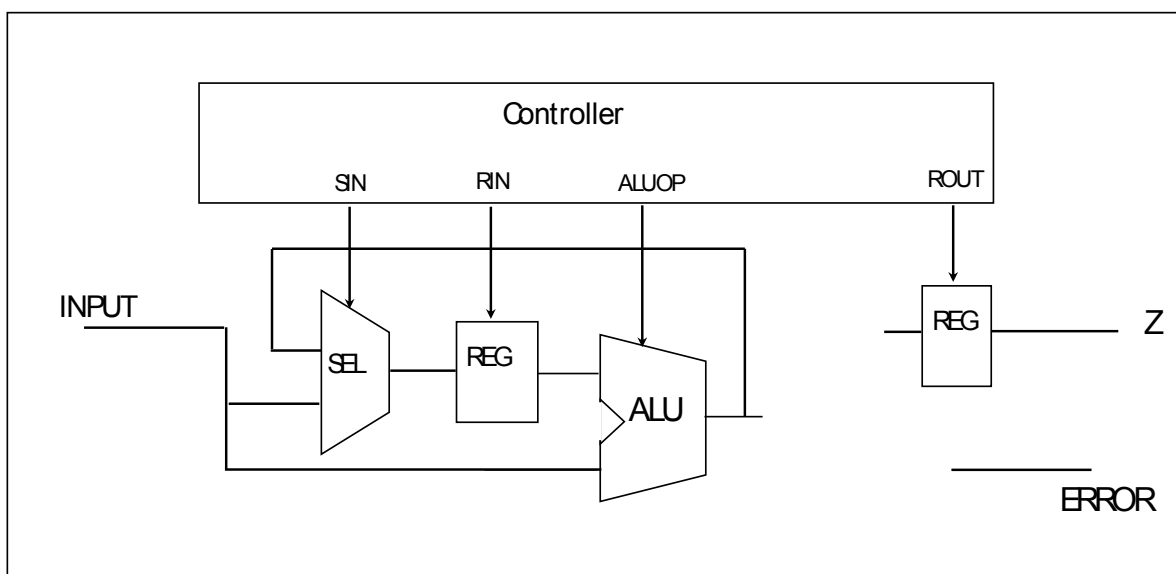 Controller
SIN RIN ALUOP ROUT
INPUT
SEL
REG
ALU
REG
Z
ERROR